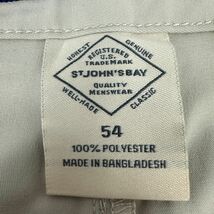 HONEST GENUINE
REGISTERED
U.S.
TRADEMARK
ST JOHN'S BAY
QUALITY
MENSWEAR
WELL-MADE CLASSIC
54
100% POLYESTER
MADE IN BANGLADESH